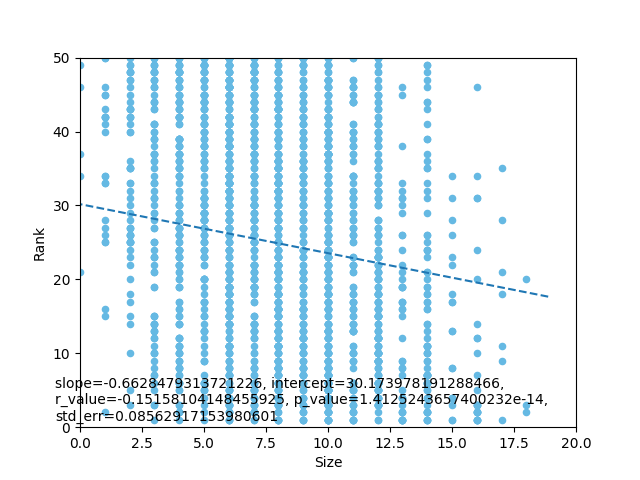 50
40
30
20
10
0
Rank
slope=-0.6628479313721226, intercept=30.173978191288466,
r_value=-0.15158104148455925, p_value=1.4125243657400232e-14,
std_err=0.08562917153980601
0.0 2.5 5.0 7.5 10.0 12.5 15.0 17.5 20.0
Size